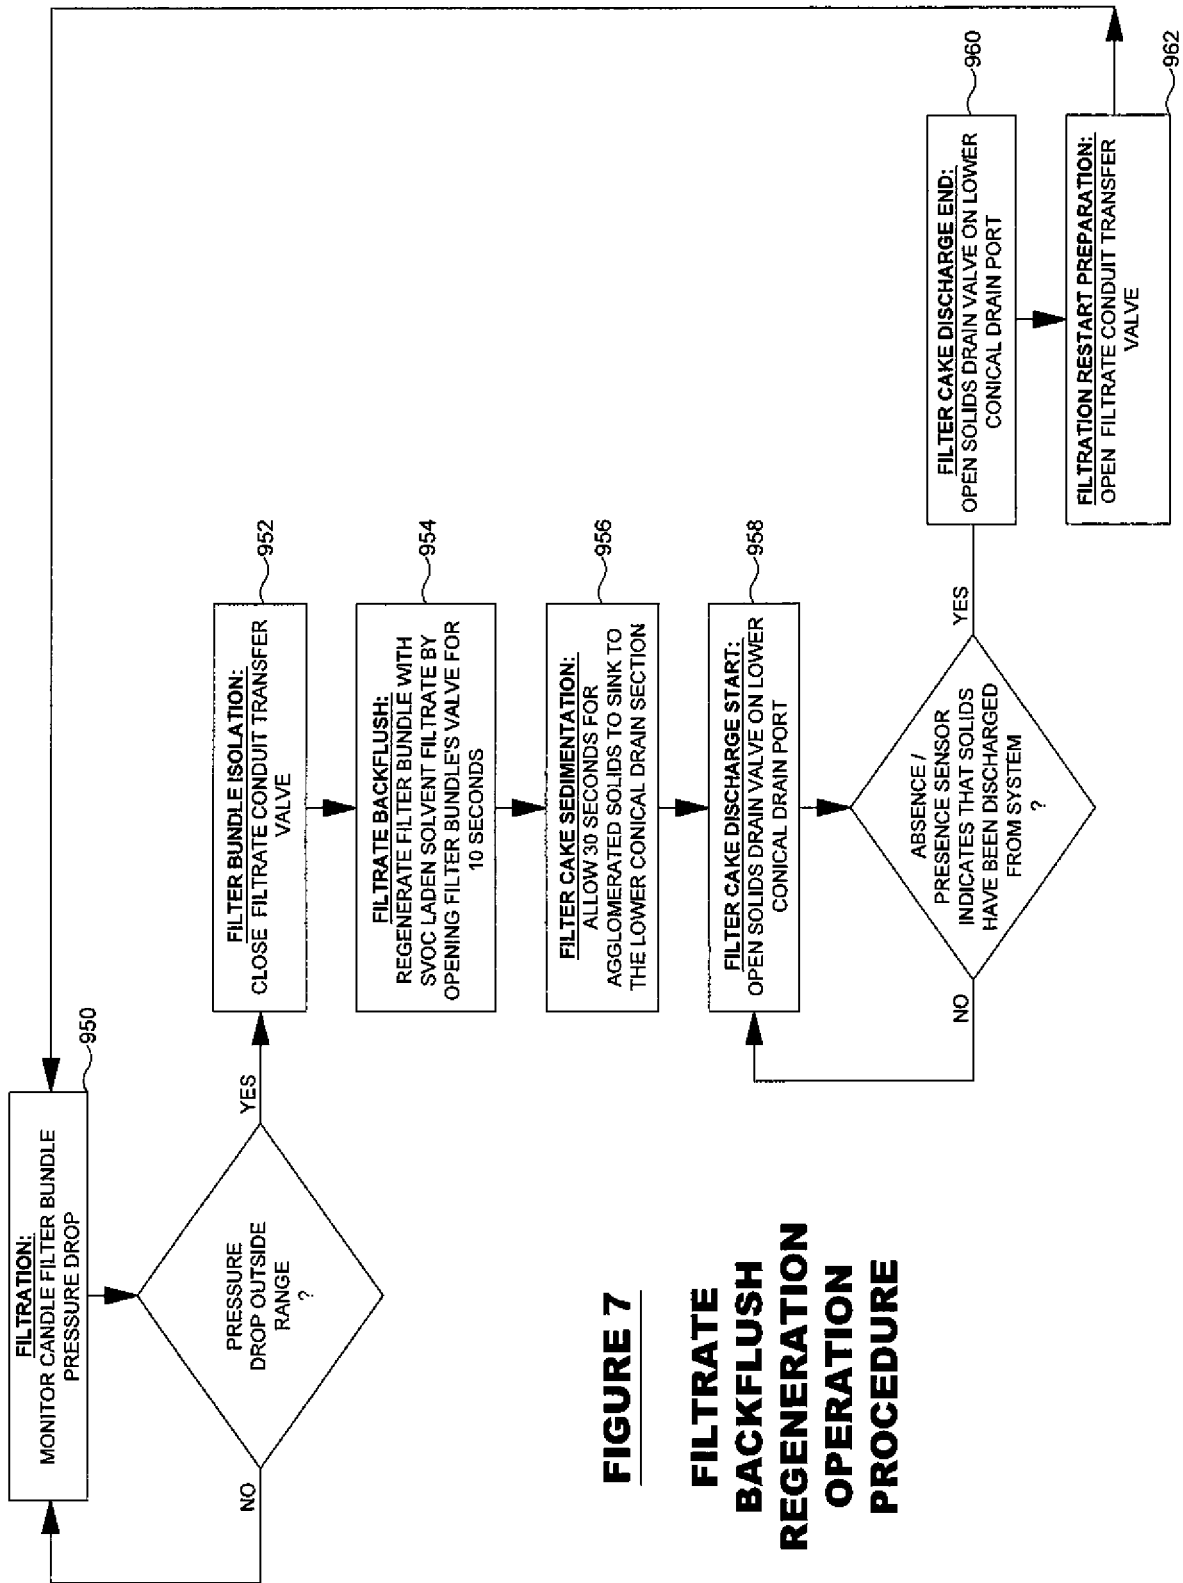 FILTRATION:
MONITOR CANDLE FILTER BUNDLE
PRESSURE DROP
950
PRESSURE
DROP OUTSIDE
RANGE
?
NO
YES
FILTER BUNDLE ISOLATION:
CLOSE FILTRATE CONDUIT TRANSFER
VALVE
952
FILTRATE BACKFLUSH:
REGENERATE FILTER BUNDLE WITH
SVOC LADEN SOLVENT FILTRATE BY
OPENING FILTER BUNDLE'S VALVE FOR
10 SECONDS
954
FILTER CAKE SEDIMENTATION:
ALLOW 30 SECONDS FOR
AGGLOMERATED SOLIDS TO SINK TO
THE LOWER CONICAL DRAIN SECTION
956
FILTER CAKE DISCHARGE START:
OPEN SOLIDS DRAIN VALVE ON LOWER
CONICAL DRAIN PORT
958
ABSENCE /
PRESENCE SENSOR
INDICATES THAT SOLIDS
HAVE BEEN DISCHARGED
FROM SYSTEM
?
NO
YES
FILTER CAKE DISCHARGE END:
OPEN SOLIDS DRAIN VALVE ON LOWER
CONICAL DRAIN PORT
960
FILTRATION RESTART PREPARATION:
OPEN FILTRATE CONDUIT TRANSFER
VALVE
962
FIGURE 7
FILTRATE
BACKFLUSH
REGENERATION
OPERATION
PROCEDURE